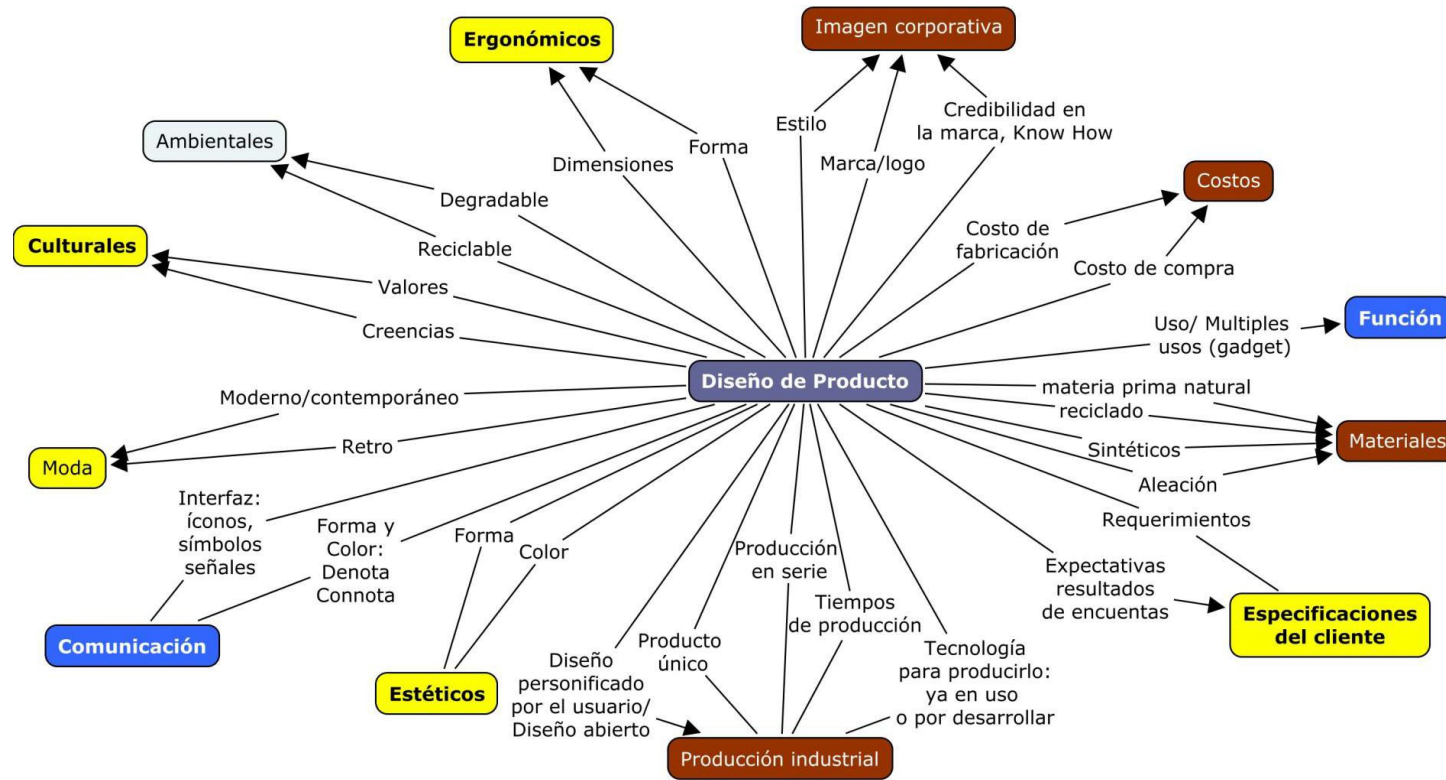 Imagen corporativa
Ergonómicos
Estilo
Credibilidad en
la marca, Know How
Ambientales
Forma
Dimensiones
Marca/logo
Costos
Degradable
Costo de
fabricación
Culturales
Reciclable
Costo de compra
Valores
Creencias
Uso/ Multiples
usos (gadget)
Función
Diseño de Producto
Moderno/contemporáneo
materia prima natural
reciclado
Retro
Sintéticos
Materiales
Moda
Aleación
Interfaz:
íconos,
símbolos
señales
Forma y
Color:
Denota
Connota
Forma
Color
Producción
en serie
Requerimientos
Expectativas
resultados
de encuentas
Tiempos
de producción
Especificaciones
del cliente
Comunicación
Producto
único
Tecnología
para producirlo:
ya en uso
o por desarrollar
Diseño
personificado
por el usuario/
Diseño abierto
Estéticos
Producción industrial